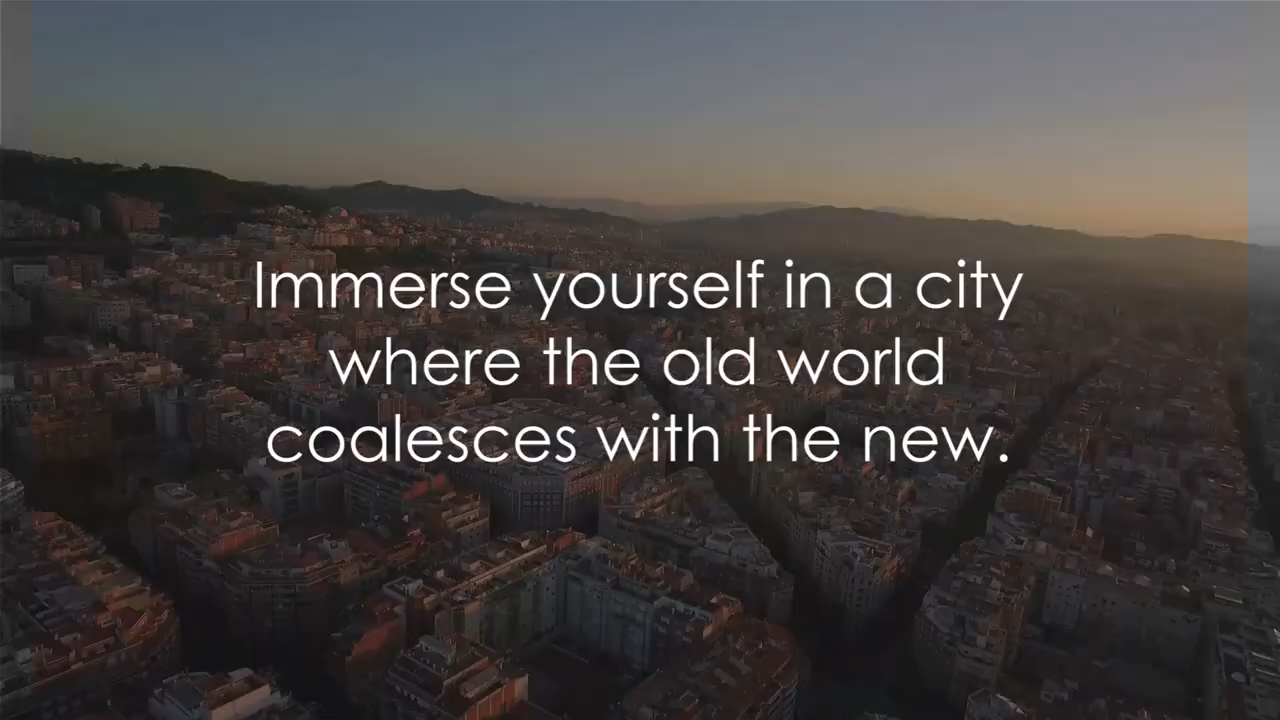 Immerse yourself in a city
where the old world
coalesces with the new.